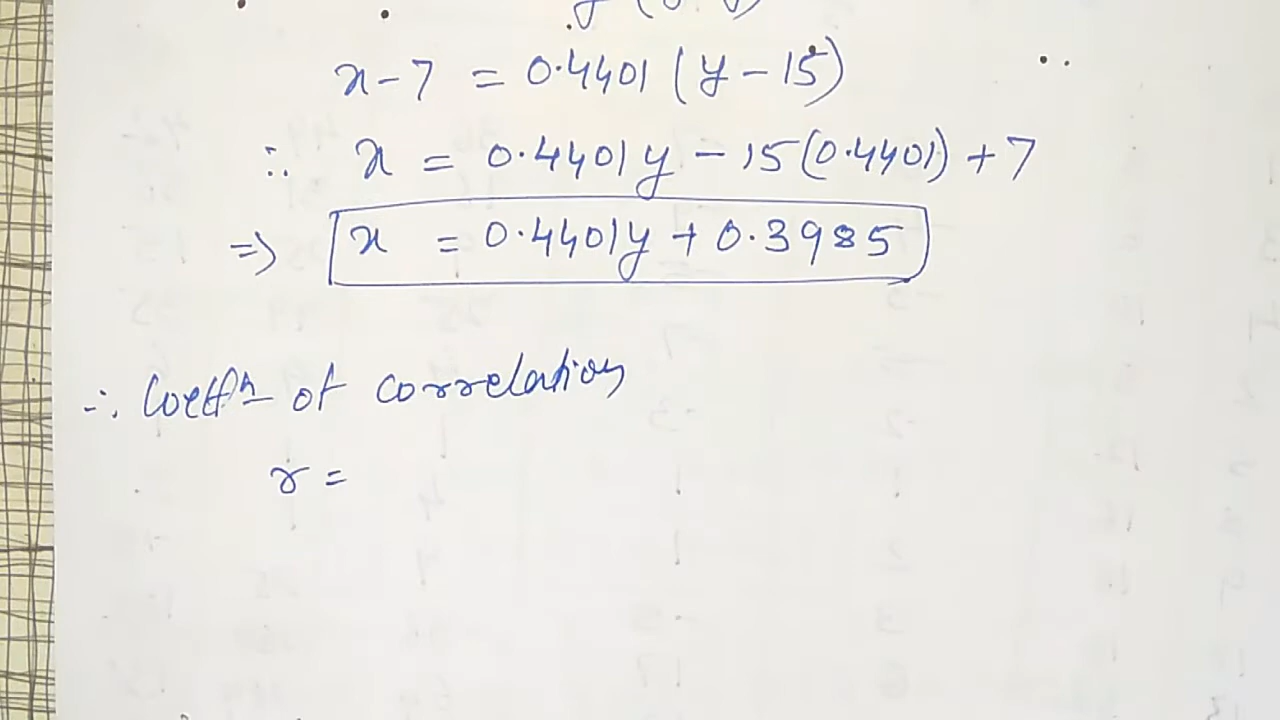 x - 7 = 0.4401 (y - 15)
∴ x = 0.4401y - 15(0.4401) + 7
⇒ x = 0.4401y + 0.3985
∴ Coeffn of correlation
r =